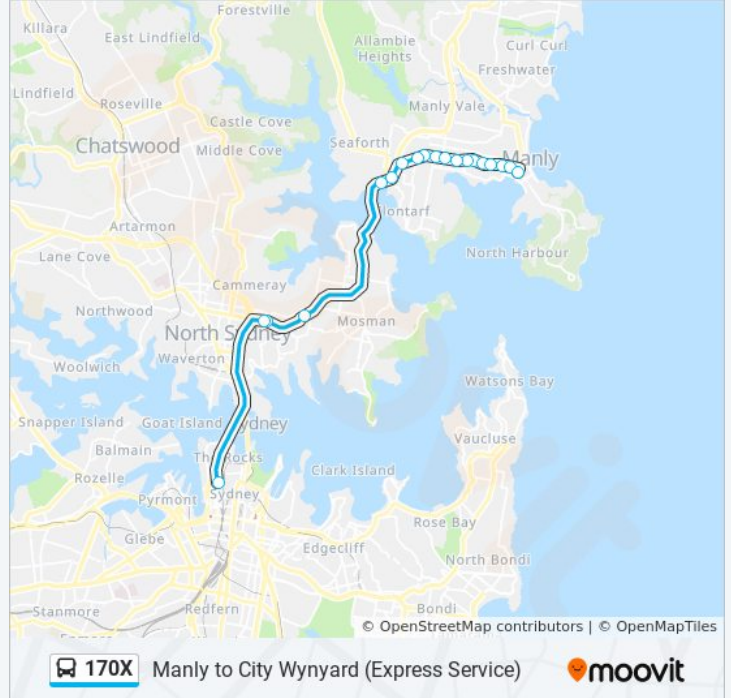 Forestville
Killara
East Lindfield
Allambie
Heights
Curl Curl
Freshwater
Lindfield
Roseville
Manly Vale
Castle Cove
Chatswood
Middle Cove
Seaforth
Manly
Artarmon
Clontarf
Lane Cove
North Harbour
Cammeray
Northwood
North Sydney
Mosman
Waverton
Woolwich
Watsons Bay
Snapper Island
Goat Island
Sydney
Vaucluse
Balmain
The Rocks
Clark Island
Rozelle
Pyrmont
Sydney
Rose Bay
Glebe
Edgecliff
North Bondi
Stanmore
Redfern
Bondi
© OpenStreetMap contributors | © OpenMapTiles
170X Manly to City Wynyard (Express Service) moovit